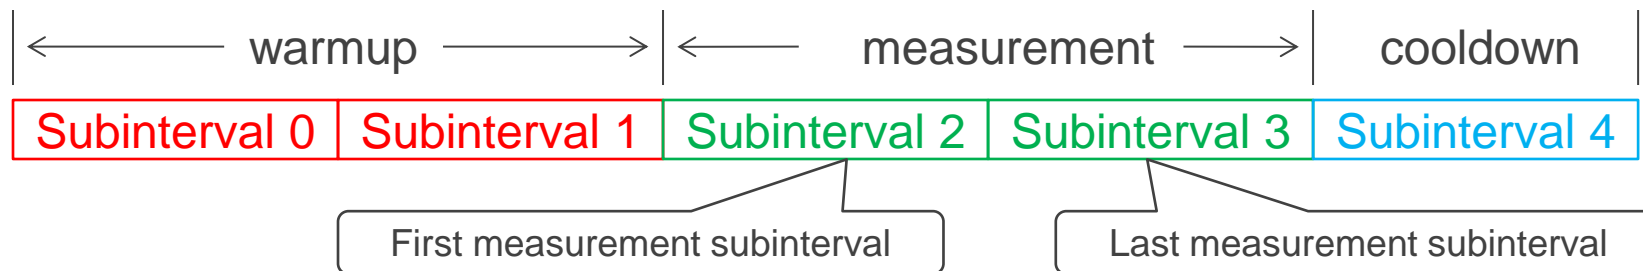 warmup measurement cooldown
Subinterval 0 Subinterval 1 Subinterval 2 Subinterval 3 Subinterval 4
First measurement subinterval Last measurement subinterval